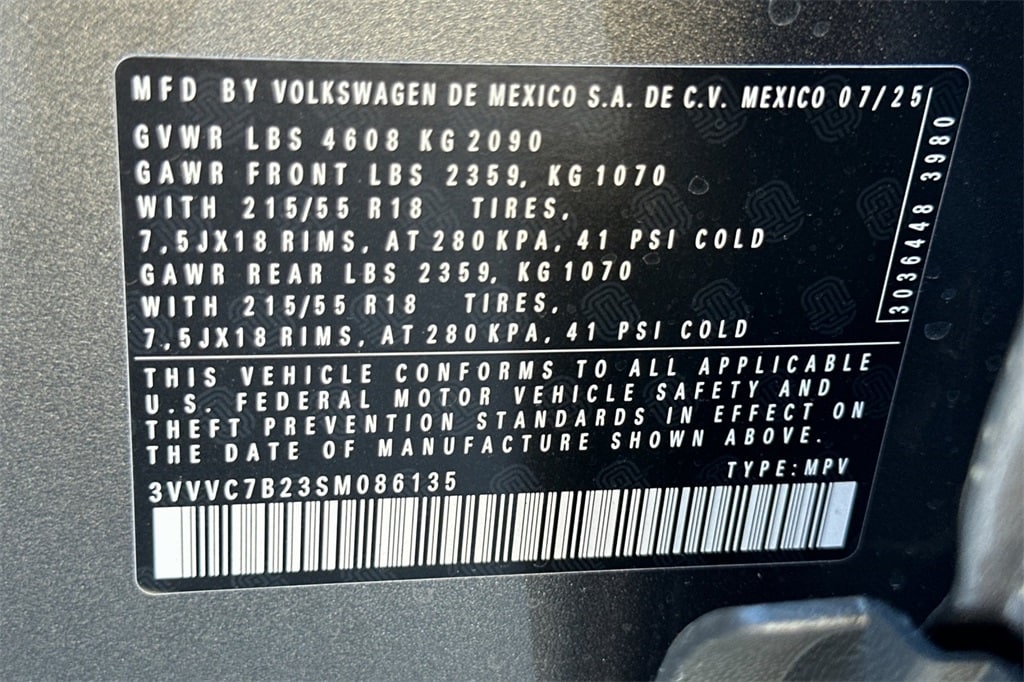 MFD BY VOLKSWAGEN DE MEXICO S.A. DE C.V. MEXICO 07/25
GVWR LBS 4608 KG 2090
GAWR FRONT LBS 2359, KG 1070
WITH 215/55 R18 TIRES,
7,5JX18 RIMS, AT 280 KPA, 41 PSI COLD
GAWR REAR LBS 2359, KG 1070
WITH 215/55 R18 TIRES,
7,5JX18 RIMS, AT 280 KPA, 41 PSI COLD
3036448 3980
THIS VEHICLE CONFORMS TO ALL APPLICABLE
U.S. FEDERAL MOTOR VEHICLE SAFETY AND
THEFT PREVENTION STANDARDS IN EFFECT ON
THE DATE OF MANUFACTURE SHOWN ABOVE.
TYPE: MPV
3VVVC7B23SM086135